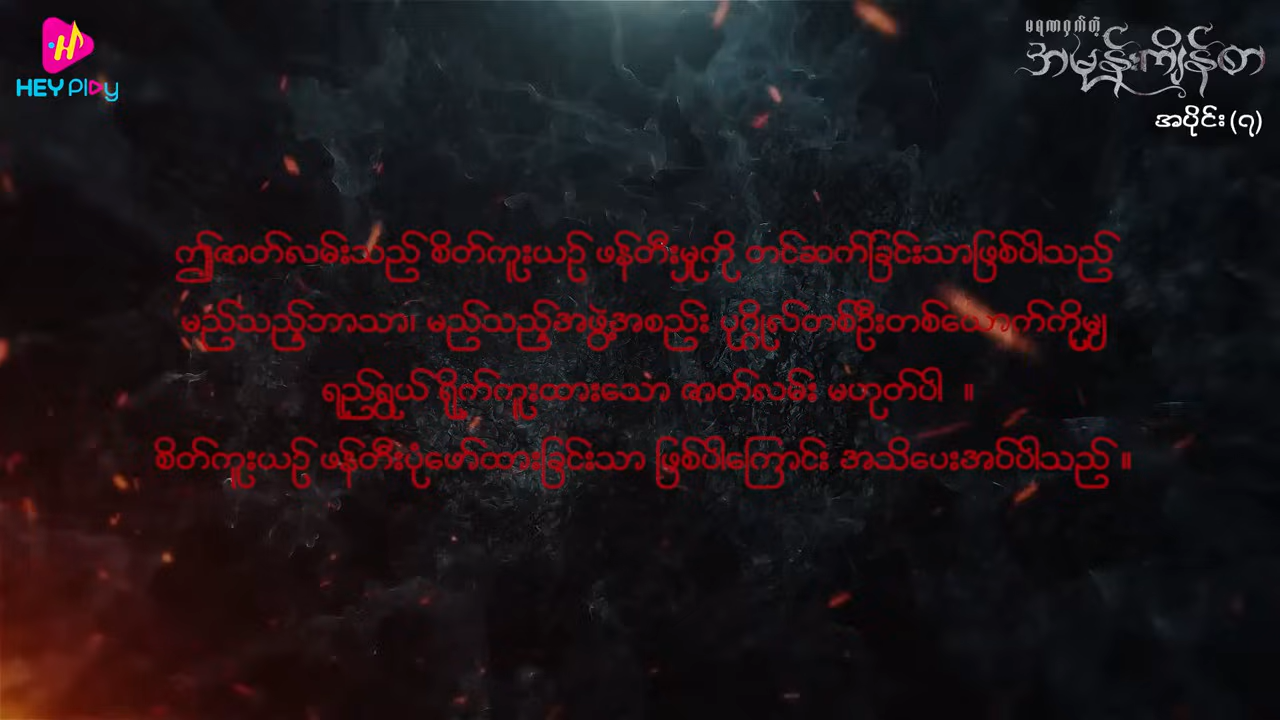 HEY Play
မရဏဂှက်တဲ့
အမုန်းကျိန်စာ
အပိုင်း (၇)
ဤဇာတ်လမ်းသည် စိတ်ကူးယဉ် ဖန်တီးမှုကို တင်ဆက်ခြင်းသာဖြစ်ပါသည်
မည်သည့်ဘာသာ၊ မည်သည့်အဖွဲ့အစည်း ပုဂ္ဂိုလ်တစ်ဦးတစ်ယောက်ကိုမျှ
ရည်ရွယ် ရိုက်ကူးထားသော ဇာတ်လမ်း မဟုတ်ပါ ။
စိတ်ကူးယဉ် ဖန်တီးပုံဖော်ထားခြင်းသာ ဖြစ်ပါကြောင်း အသိပေးအပ်ပါသည် ။